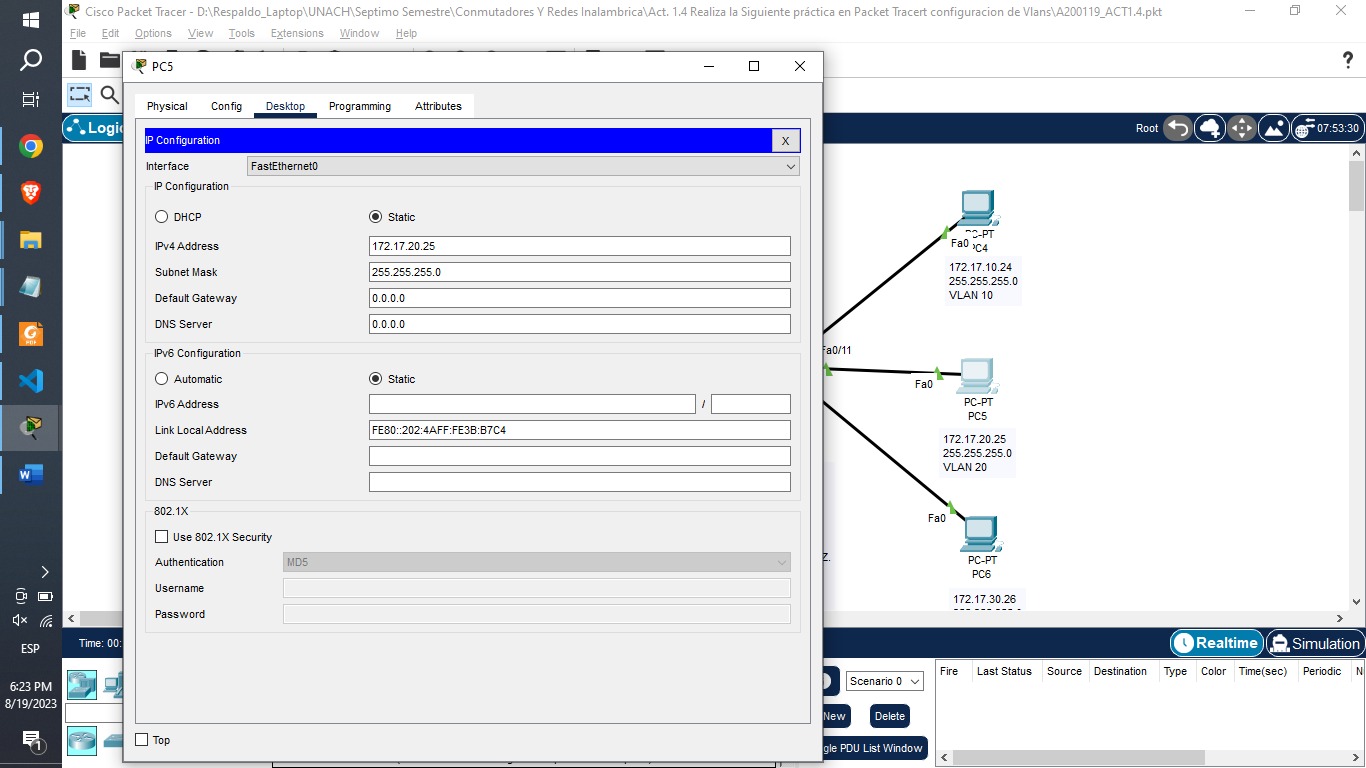 Cisco Packet Tracer - D:\Respaldo_Laptop\UNACH\Septimo Semestre\Conmutadores Y Redes Inalambrica\Act. 1.4 Realiza la Siguiente práctica en Packet Tracert configuracion de Vlans\A200119_ACT1.4.pkt
File Edit Options View Tools Extensions Window Help
PC5
Physical Config Desktop Programming Attributes
Logic
Root 07:53:30
IP Configuration X
Interface FastEthernet0
IP Configuration
DHCP Static
IPv4 Address 172.17.20.25
Subnet Mask 255.255.255.0
Default Gateway 0.0.0.0
DNS Server 0.0.0.0
IPv6 Configuration
Automatic Static
IPv6 Address /
Link Local Address FE80::202:4AFF:FE3B:B7C4
Default Gateway
DNS Server
802.1X
Use 802.1X Security
Authentication MD5
Username
Password
Top
PC-PT
Fa0 PC4
172.17.10.24
255.255.255.0
VLAN 10
Fa0/11
Fa0
PC-PT
PC5
172.17.20.25
255.255.255.0
VLAN 20
Fa0
PC-PT
PC6
172.17.30.26
Z.
Time: 00:
Realtime Simulation
Scenario 0
New Delete
gle PDU List Window
Fire Last Status Source Destination Type Color Time(sec) Periodic N
ESP
6:23 PM
8/19/2023
1